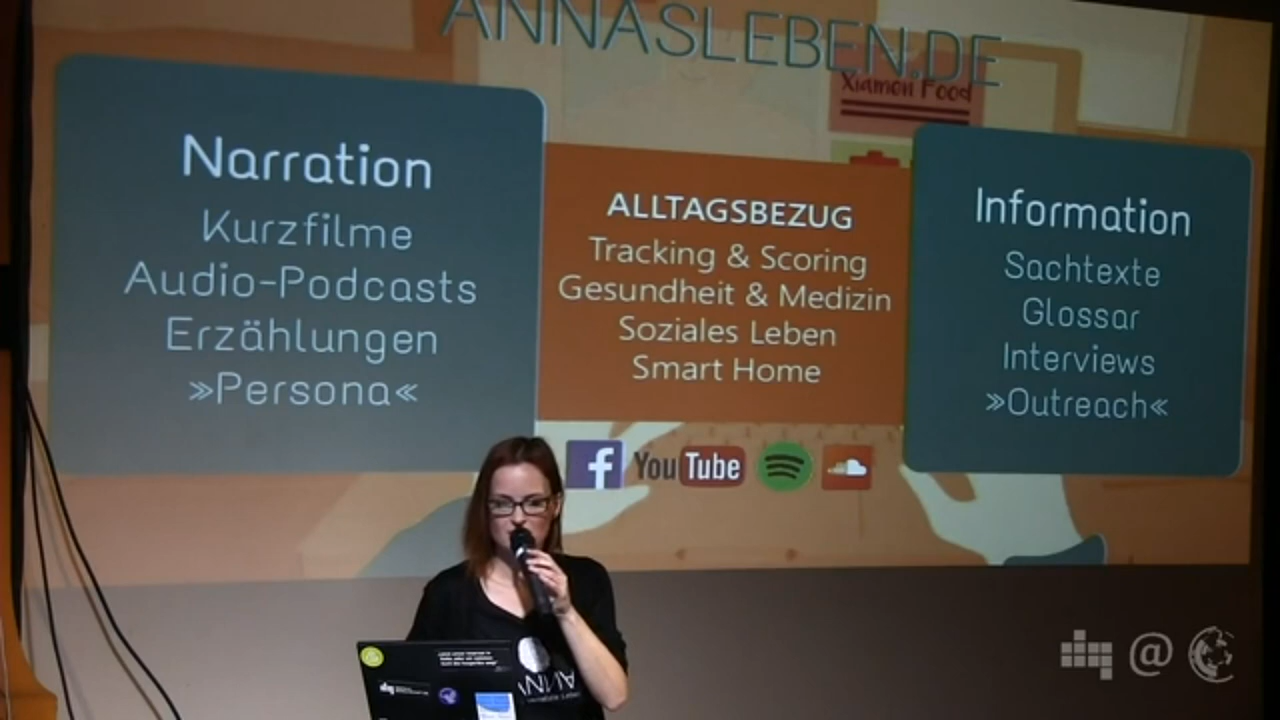 ANNASLEBEN.DE
Xiamen Food
Narration
Kurzfilme
Audio-Podcasts
Erzählungen
»Persona«
ALLTAGSBEZUG
Tracking & Scoring
Gesundheit & Medizin
Soziales Leben
Smart Home
Information
Sachtexte
Glossar
Interviews
»Outreach«
f
YouTube
@